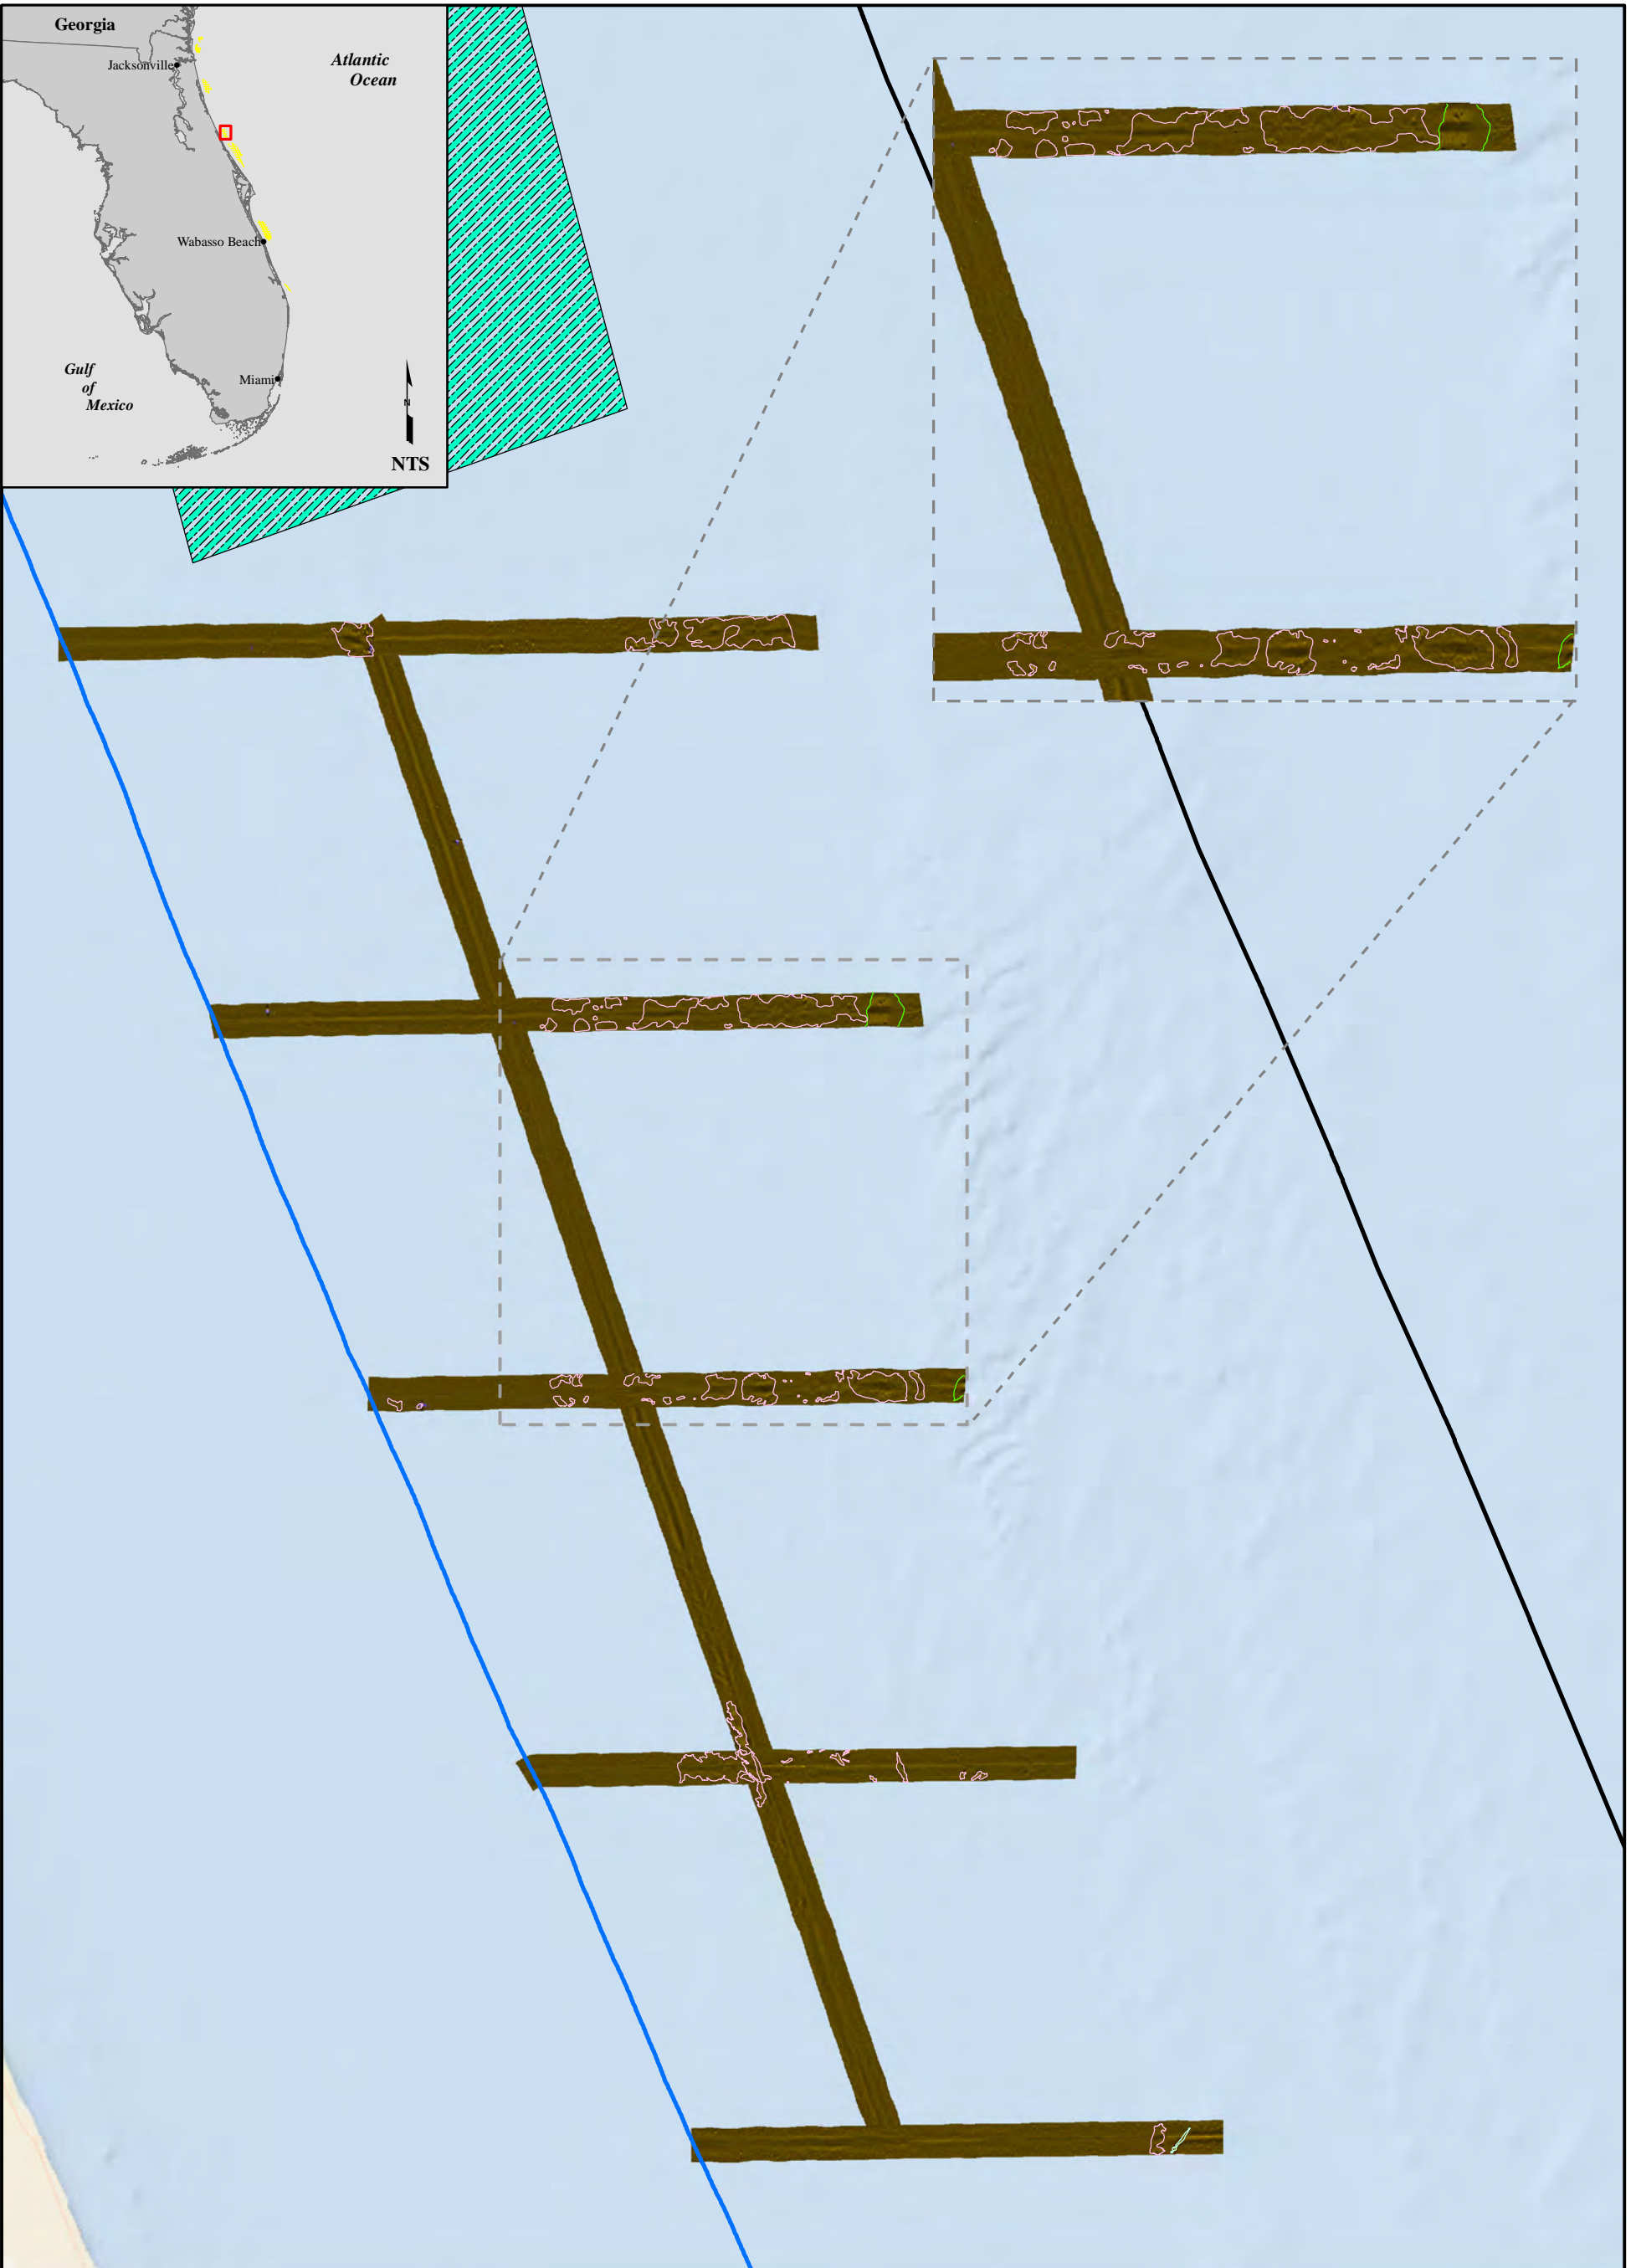 Georgia
Jacksonville
Atlantic
Ocean
Wabasso Beach
Gulf
of
Mexico
Miami
N
NTS